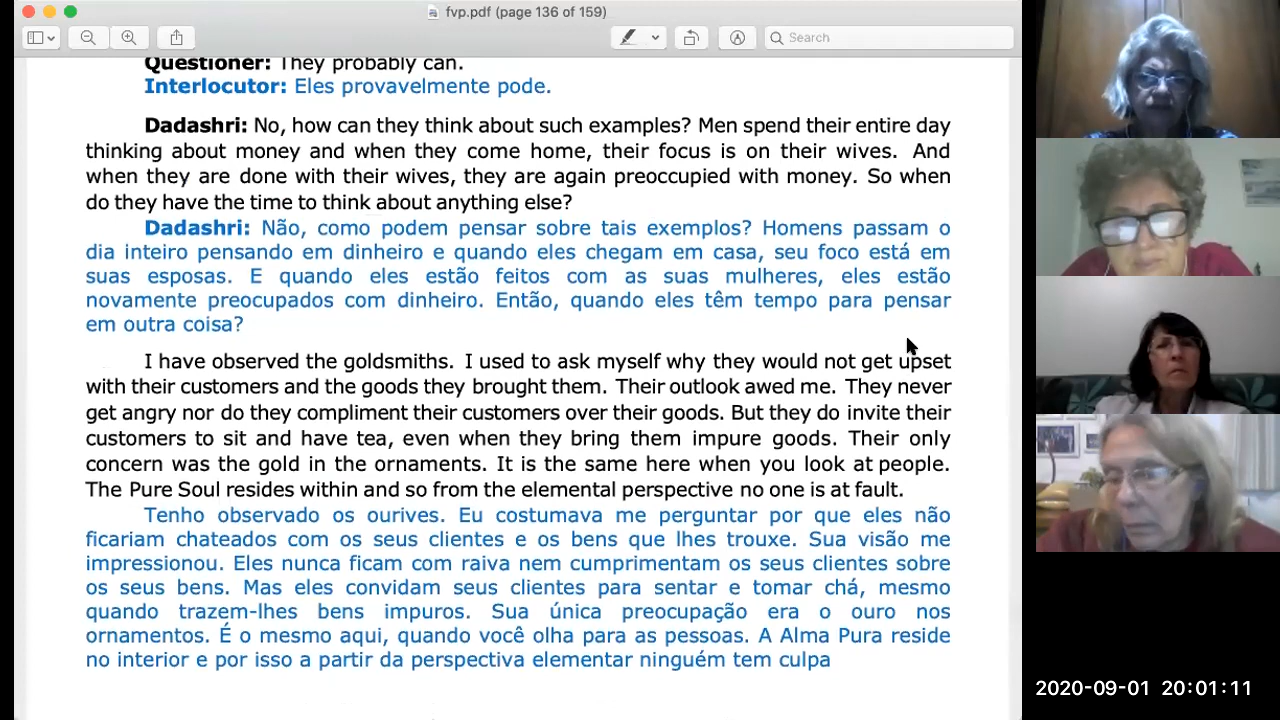 fvp.pdf (page 136 of 159)
Search
Questioner: They probably can.
Interlocutor: Eles provavelmente pode.
Dadashri: No, how can they think about such examples? Men spend their entire day
thinking about money and when they come home, their focus is on their wives. And
when they are done with their wives, they are again preoccupied with money. So when
do they have the time to think about anything else?
Dadashri: Não, como podem pensar sobre tais exemplos? Homens passam o
dia inteiro pensando em dinheiro e quando eles chegam em casa, seu foco está em
suas esposas. E quando eles estão feitos com as suas mulheres, eles estão
novamente preocupados com dinheiro. Então, quando eles têm tempo para pensar
em outra coisa?
I have observed the goldsmiths. I used to ask myself why they would not get upset
with their customers and the goods they brought them. Their outlook awed me. They never
get angry nor do they compliment their customers over their goods. But they do invite their
customers to sit and have tea, even when they bring them impure goods. Their only
concern was the gold in the ornaments. It is the same here when you look at people.
The Pure Soul resides within and so from the elemental perspective no one is at fault.
Tenho observado os ourives. Eu costumava me perguntar por que eles não
ficariam chateados com os seus clientes e os bens que lhes trouxe. Sua visão me
impressionou. Eles nunca ficam com raiva nem cumprimentam os seus clientes sobre
os seus bens. Mas eles convidam seus clientes para sentar e tomar chá, mesmo
quando trazem-lhes bens impuros. Sua única preocupação era o ouro nos
ornamentos. É o mesmo aqui, quando você olha para as pessoas. A Alma Pura reside
no interior e por isso a partir da perspectiva elementar ninguém tem culpa
2020-09-01 20:01:11